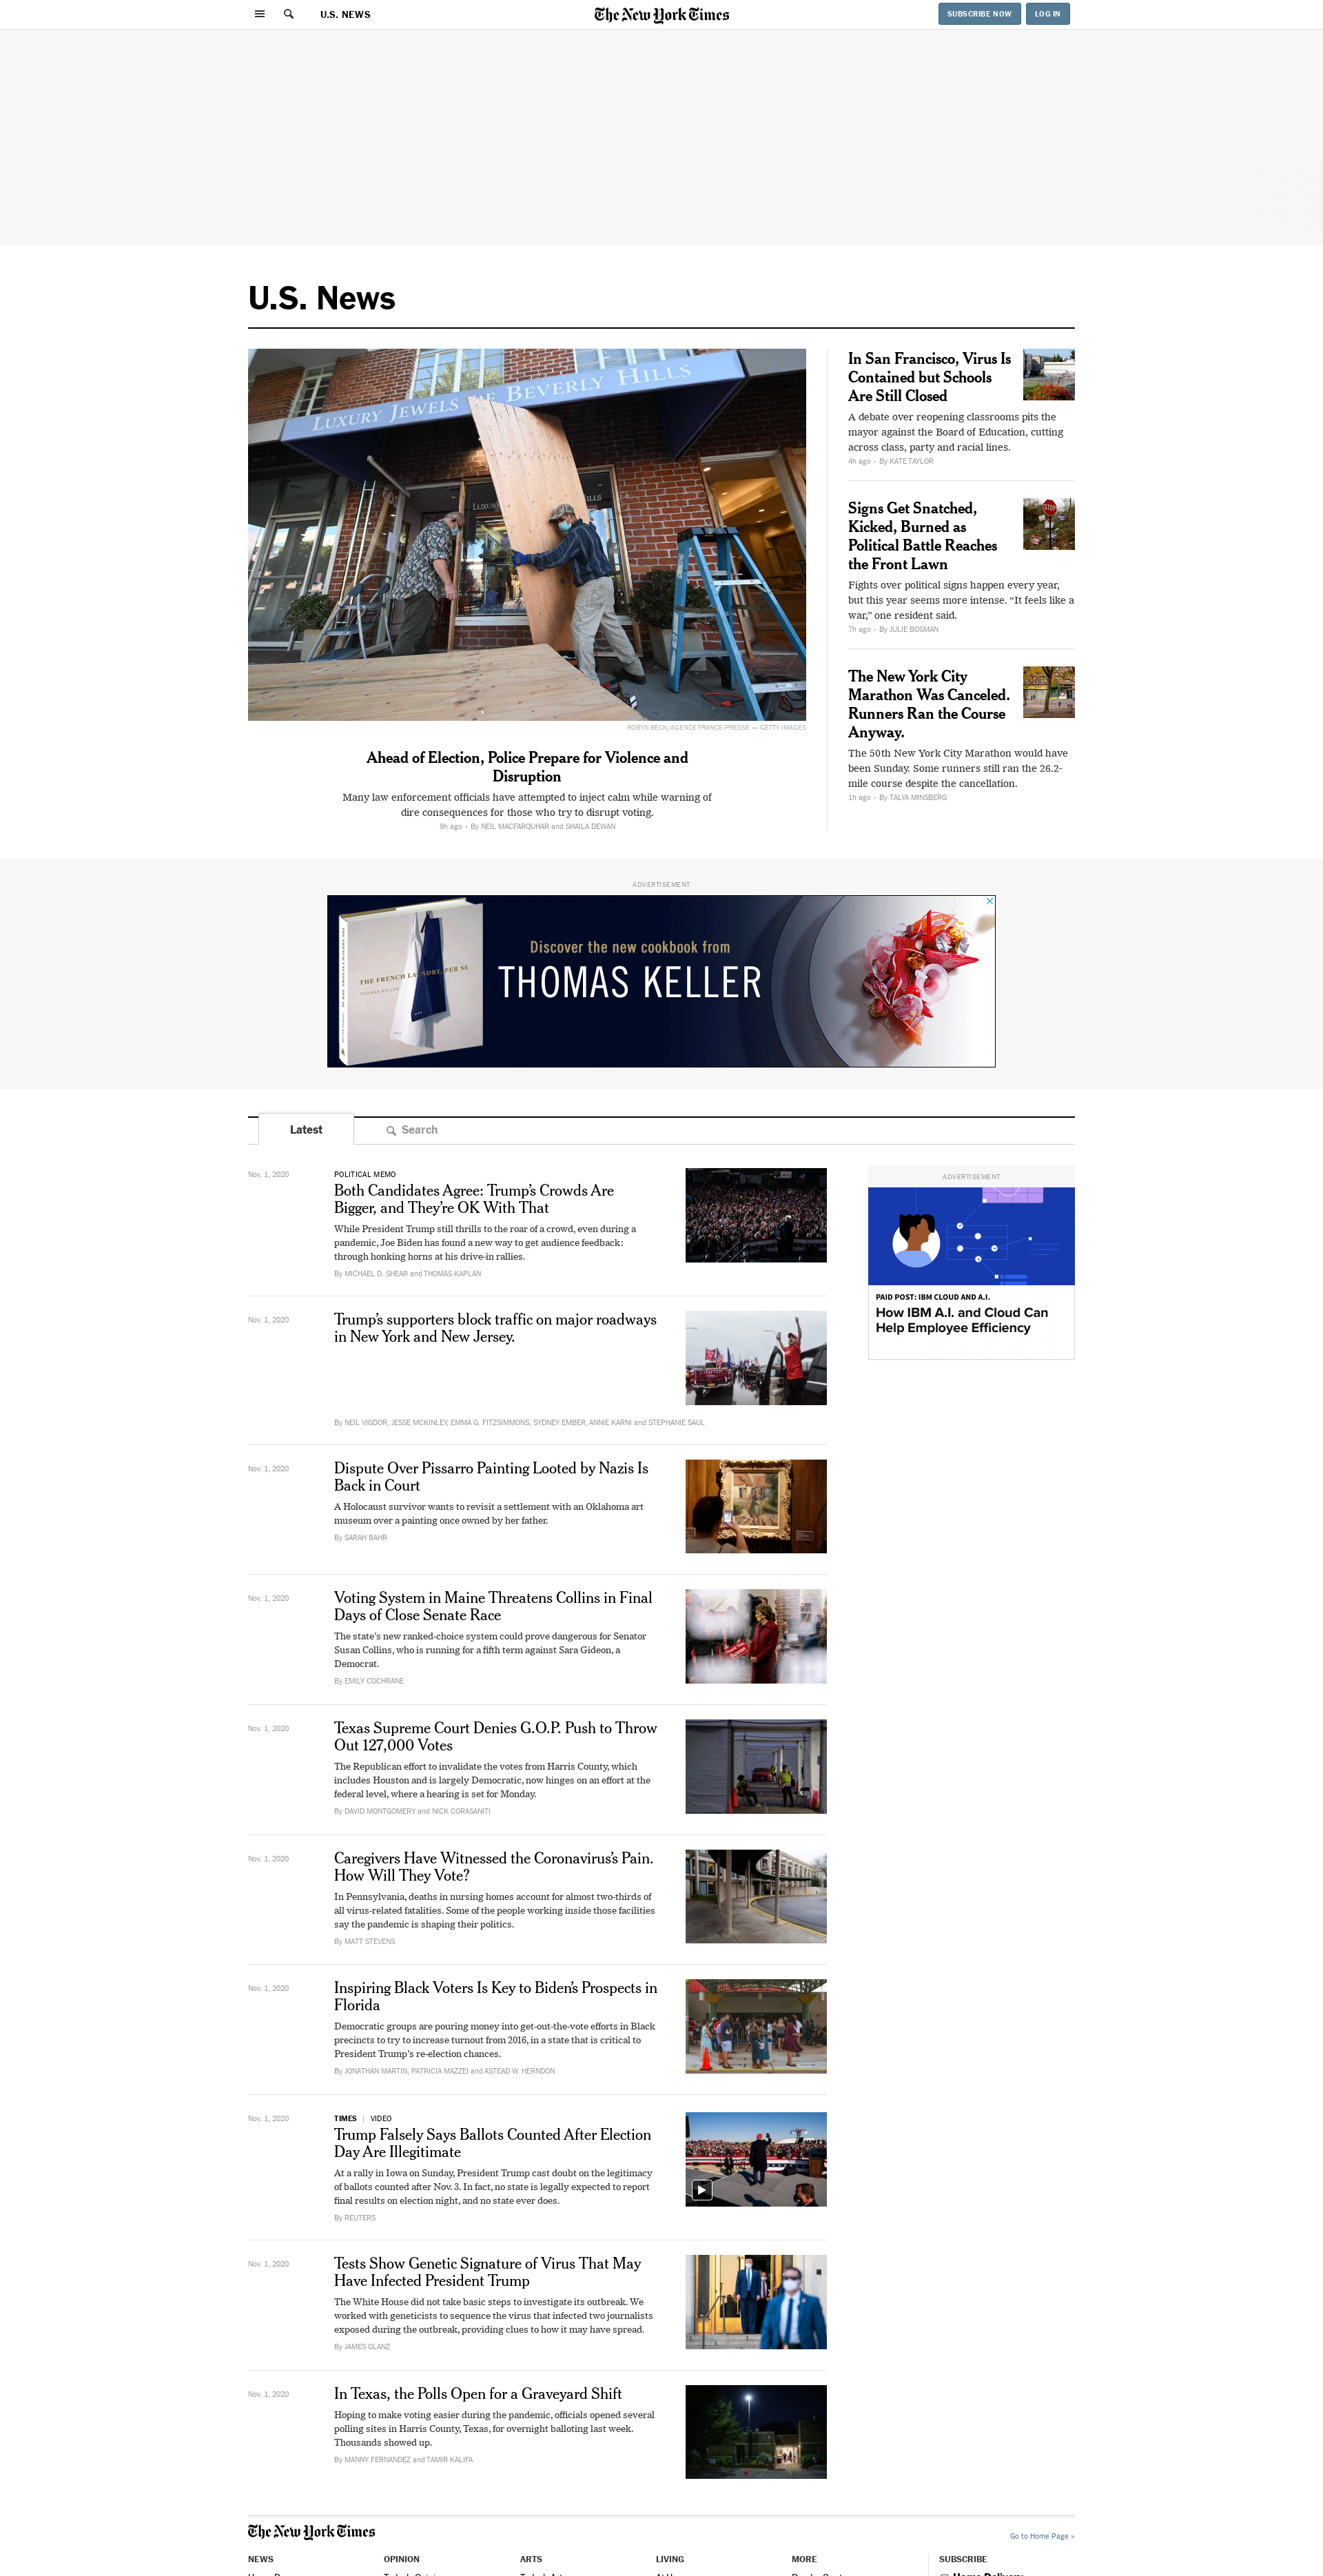 U.S. NEWS
The New York Times
SUBSCRIBE NOW
LOG IN
U.S. News
LUXURY JEWELS OF BEVERLY HILLS
ROBYN BECK/AGENCE FRANCE-PRESSE — GETTY IMAGES
Ahead of Election, Police Prepare for Violence and
Disruption
Many law enforcement officials have attempted to inject calm while warning of
dire consequences for those who try to disrupt voting.
9h ago • By NEIL MACFARQUHAR and SHAILA DEWAN
In San Francisco, Virus Is
Contained but Schools
Are Still Closed
A debate over reopening classrooms pits the
mayor against the Board of Education, cutting
across class, party and racial lines.
4h ago • By KATE TAYLOR
Signs Get Snatched,
Kicked, Burned as
Political Battle Reaches
the Front Lawn
STOP
Fights over political signs happen every year,
but this year seems more intense. “It feels like a
war,” one resident said.
7h ago • By JULIE BOSMAN
The New York City
Marathon Was Canceled.
Runners Ran the Course
Anyway.
The 50th New York City Marathon would have
been Sunday. Some runners still ran the 26.2-
mile course despite the cancellation.
1h ago • By TALYA MINSBERG
ADVERTISEMENT
THE FRENCH LAUNDRY, PER SE
THOMAS KELLER
Discover the new cookbook from
THOMAS KELLER
Latest
Search
Nov. 1, 2020
POLITICAL MEMO
Both Candidates Agree: Trump’s Crowds Are
Bigger, and They’re OK With That
While President Trump still thrills to the roar of a crowd, even during a
pandemic, Joe Biden has found a new way to get audience feedback:
through honking horns at his drive-in rallies.
By MICHAEL D. SHEAR and THOMAS KAPLAN
ADVERTISEMENT
PAID POST: IBM CLOUD AND A.I.
How IBM A.I. and Cloud Can
Help Employee Efficiency
Nov. 1, 2020
Trump’s supporters block traffic on major roadways
in New York and New Jersey.
By NEIL VIGDOR, JESSE MCKINLEY, EMMA G. FITZSIMMONS, SYDNEY EMBER, ANNIE KARNI and STEPHANIE SAUL
Nov. 1, 2020
Dispute Over Pissarro Painting Looted by Nazis Is
Back in Court
A Holocaust survivor wants to revisit a settlement with an Oklahoma art
museum over a painting once owned by her father.
By SARAH BAHR
Nov. 1, 2020
Voting System in Maine Threatens Collins in Final
Days of Close Senate Race
The state’s new ranked-choice system could prove dangerous for Senator
Susan Collins, who is running for a fifth term against Sara Gideon, a
Democrat.
By EMILY COCHRANE
Nov. 1, 2020
Texas Supreme Court Denies G.O.P. Push to Throw
Out 127,000 Votes
The Republican effort to invalidate the votes from Harris County, which
includes Houston and is largely Democratic, now hinges on an effort at the
federal level, where a hearing is set for Monday.
By DAVID MONTGOMERY and NICK CORASANITI
Nov. 1, 2020
Caregivers Have Witnessed the Coronavirus’s Pain.
How Will They Vote?
In Pennsylvania, deaths in nursing homes account for almost two-thirds of
all virus-related fatalities. Some of the people working inside those facilities
say the pandemic is shaping their politics.
By MATT STEVENS
Nov. 1, 2020
Inspiring Black Voters Is Key to Biden’s Prospects in
Florida
Democratic groups are pouring money into get-out-the-vote efforts in Black
precincts to try to increase turnout from 2016, in a state that is critical to
President Trump’s re-election chances.
By JONATHAN MARTIN, PATRICIA MAZZEI and ASTEAD W. HERNDON
Nov. 1, 2020
TIMES | VIDEO
Trump Falsely Says Ballots Counted After Election
Day Are Illegitimate
At a rally in Iowa on Sunday, President Trump cast doubt on the legitimacy
of ballots counted after Nov. 3. In fact, no state is legally expected to report
final results on election night, and no state ever does.
By REUTERS
Nov. 1, 2020
Tests Show Genetic Signature of Virus That May
Have Infected President Trump
The White House did not take basic steps to investigate its outbreak. We
worked with geneticists to sequence the virus that infected two journalists
exposed during the outbreak, providing clues to how it may have spread.
By JAMES GLANZ
Nov. 1, 2020
In Texas, the Polls Open for a Graveyard Shift
Hoping to make voting easier during the pandemic, officials opened several
polling sites in Harris County, Texas, for overnight balloting last week.
Thousands showed up.
By MANNY FERNANDEZ and TAMIR KALIFA
The New York Times
Go to Home Page »
NEWS
OPINION
ARTS
LIVING
MORE
SUBSCRIBE